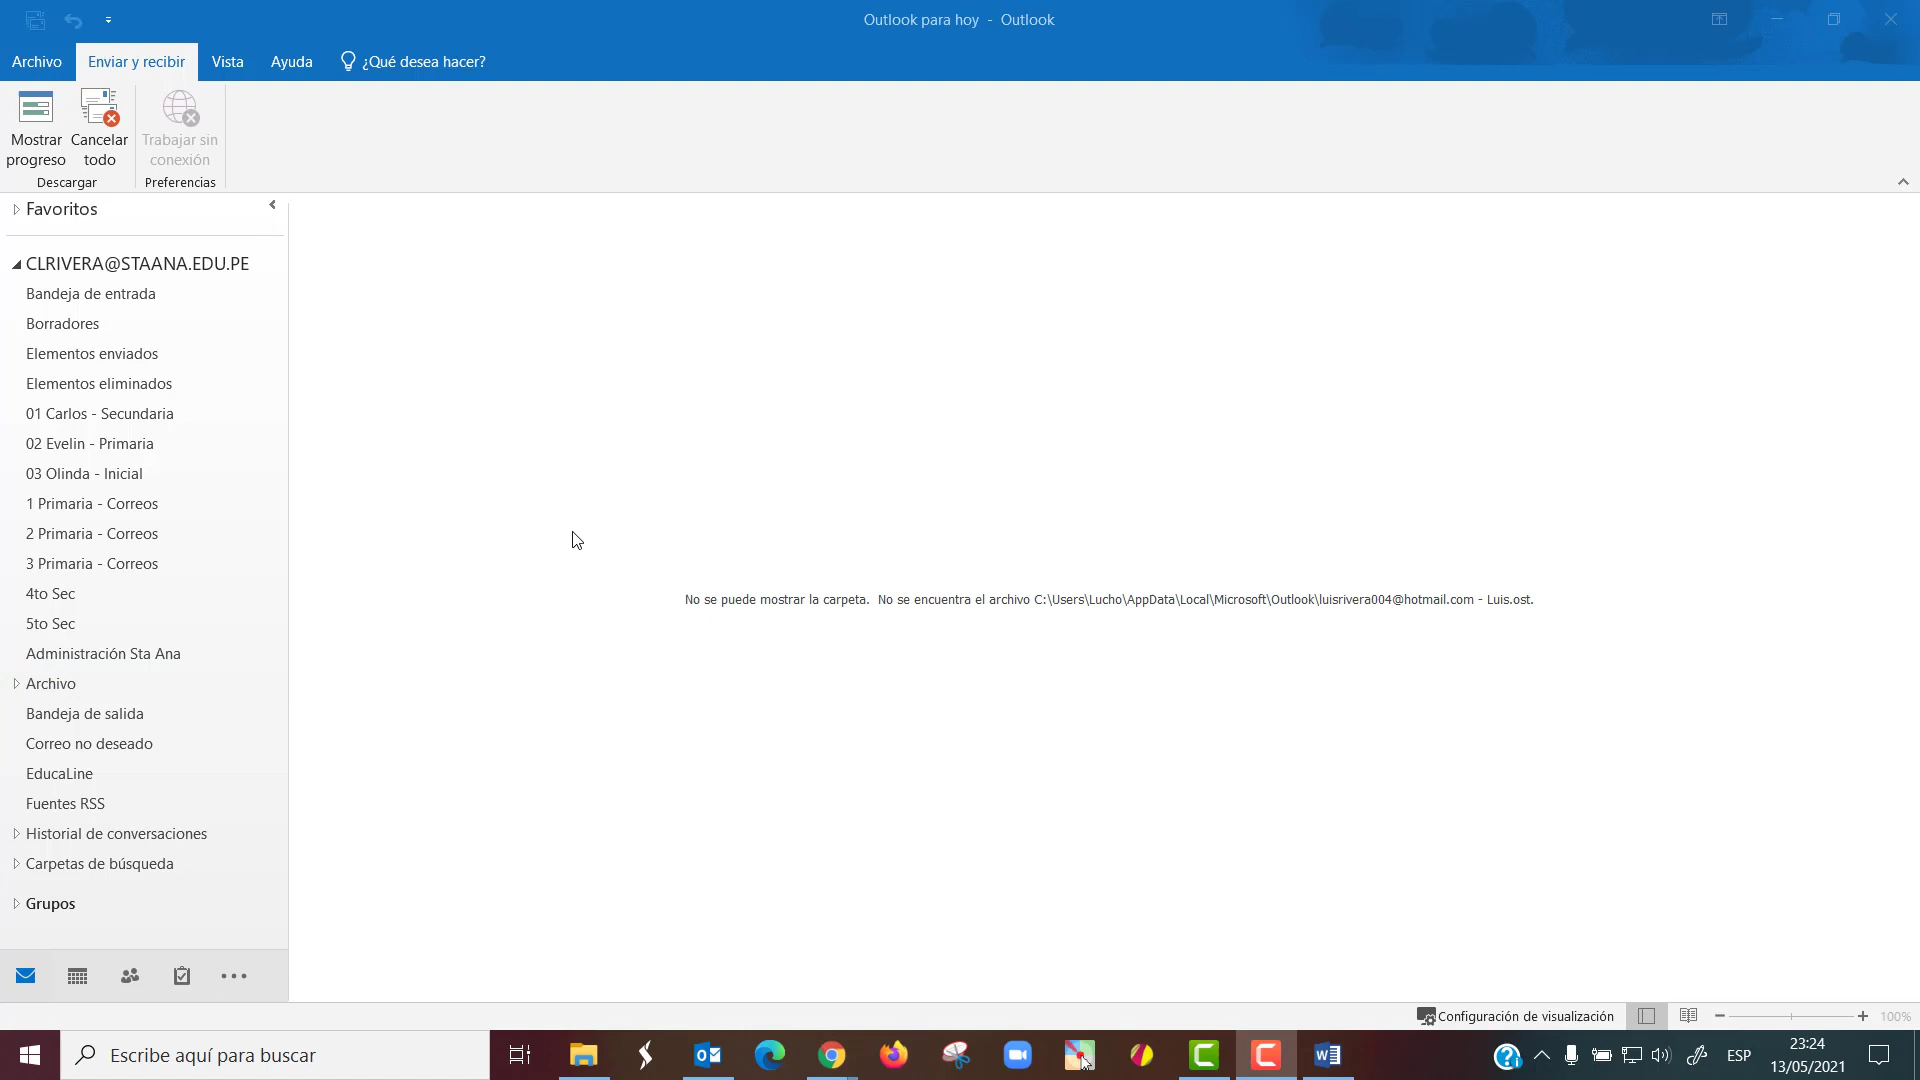 Outlook para hoy - Outlook
Archivo
Enviar y recibir
Vista
Ayuda
¿Qué desea hacer?
Mostrar progreso
Cancelar todo
Trabajar sin conexión
Descargar
Preferencias
Favoritos
CLRIVERA@STAANA.EDU.PE
Bandeja de entrada
Borradores
Elementos enviados
Elementos eliminados
01 Carlos - Secundaria
02 Evelin - Primaria
03 Olinda - Inicial
1 Primaria - Correos
2 Primaria - Correos
3 Primaria - Correos
4to Sec
5to Sec
Administración Sta Ana
Archivo
Bandeja de salida
Correo no deseado
EducaLine
Fuentes RSS
Historial de conversaciones
Carpetas de búsqueda
Grupos
No se puede mostrar la carpeta. No se encuentra el archivo C:\Users\Lucho\AppData\Local\Microsoft\Outlook\luisrivera004@hotmail.com - Luis.ost.
Configuración de visualización
100%
Escribe aquí para buscar
ESP
23:24
13/05/2021